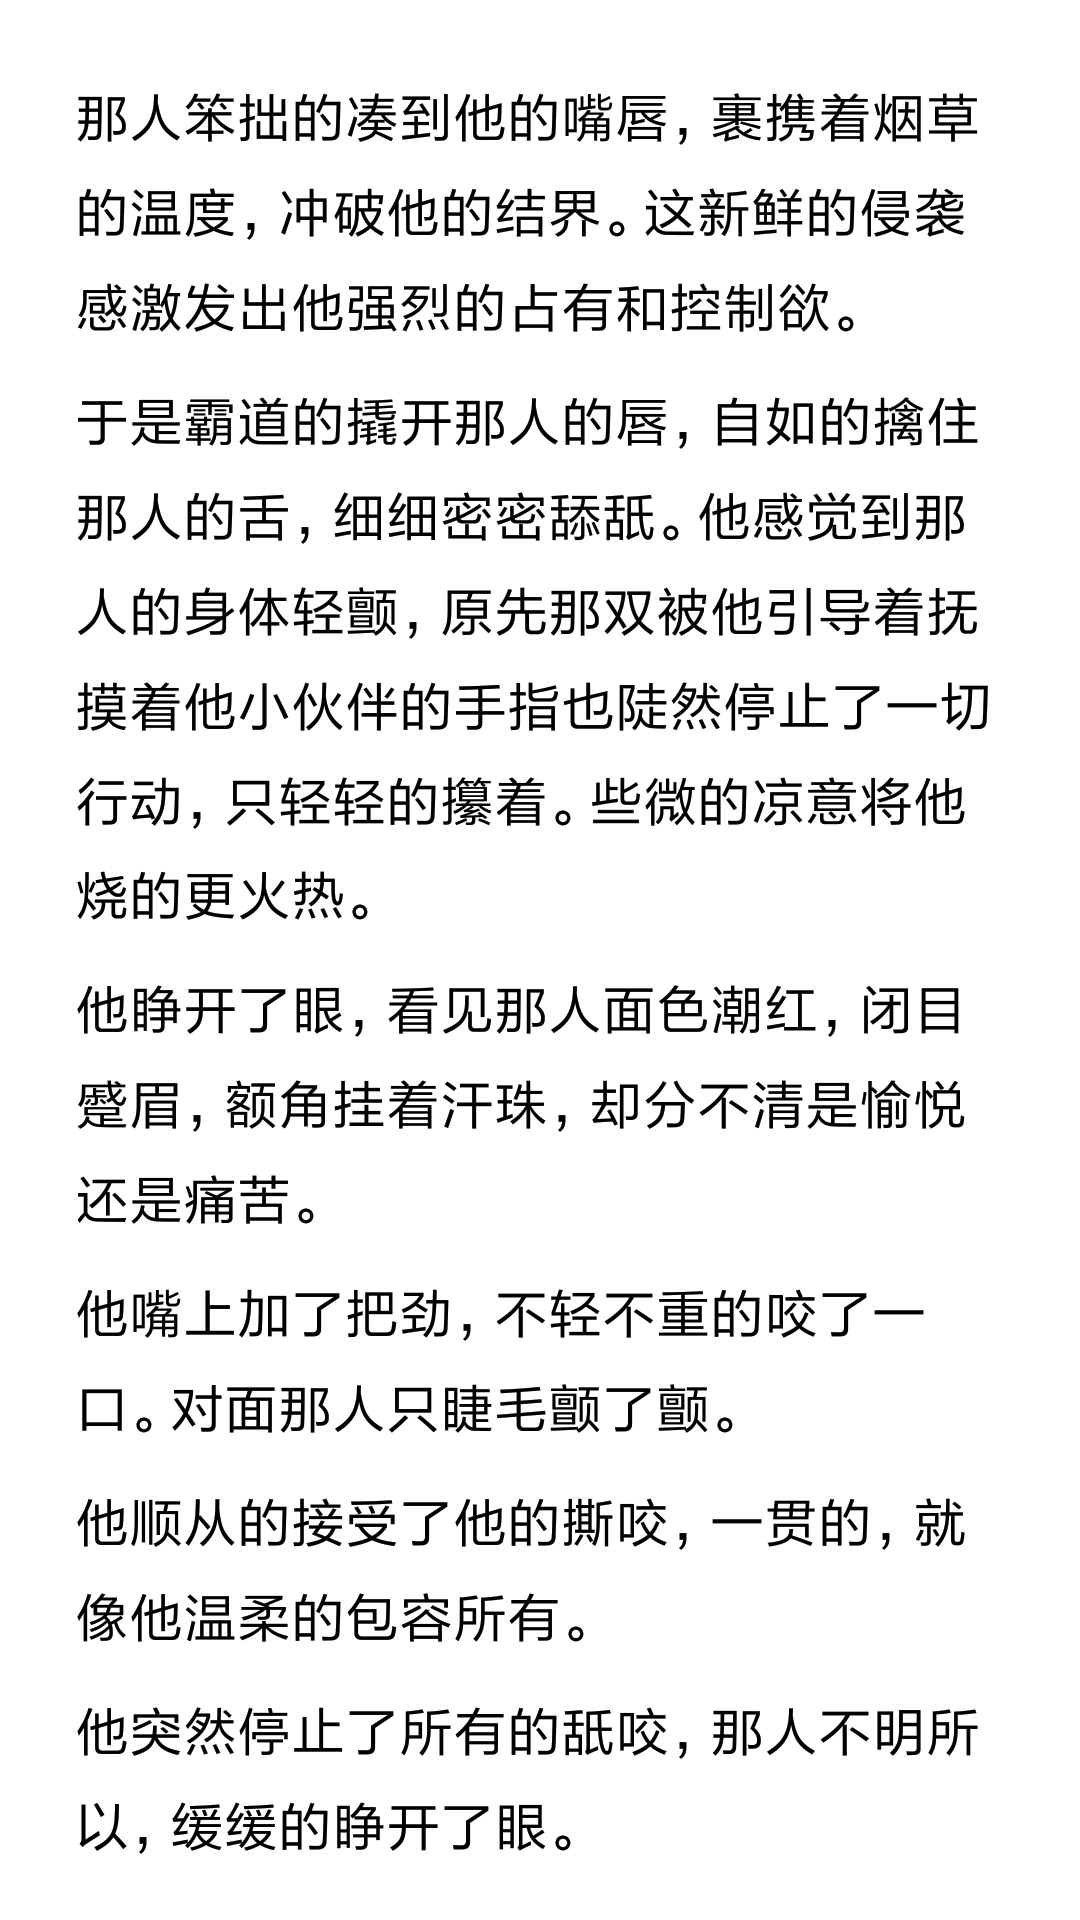 那人笨拙的凑到他的嘴唇，裹携着烟草
的温度，冲破他的结界。这新鲜的侵袭
感激发出他强烈的占有和控制欲。
于是霸道的撬开那人的唇，自如的擒住
那人的舌，细细密密舔舐。他感觉到那
人的身体轻颤，原先那双被他引导着抚
摸着他小伙伴的手指也陡然停止了一切
行动，只轻轻的攥着。些微的凉意将他
烧的更火热。
他睁开了眼，看见那人面色潮红，闭目
蹙眉，额角挂着汗珠，却分不清是愉悦
还是痛苦。
他嘴上加了把劲，不轻不重的咬了一
口。对面那人只睫毛颤了颤。
他顺从的接受了他的撕咬，一贯的，就
像他温柔的包容所有。
他突然停止了所有的舐咬，那人不明所
以，缓缓的睁开了眼。